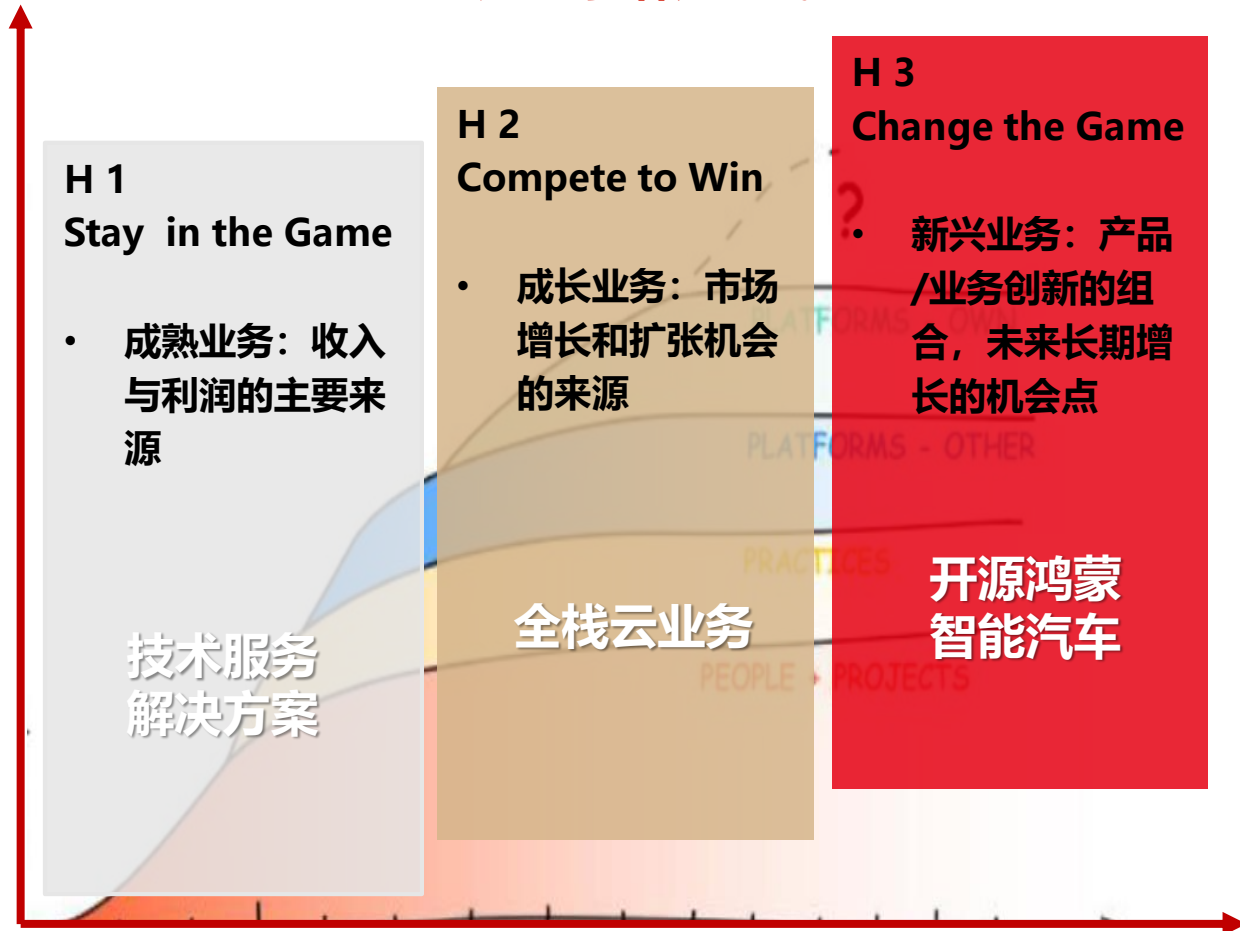 H 1
Stay in the Game
• 成熟业务：收入
与利润的主要来
源
技术服务
解决方案
H 2
Compete to Win
• 成长业务：市场
增长和扩张机会
的来源
全栈云业务
H 3
Change the Game
?
• 新兴业务：产品
/业务创新的组
合，未来长期增
长的机会点
开源鸿蒙
智能汽车
PLATFORMS - OWN
PLATFORMS - OTHER
PRACTICES
PEOPLE + PROJECTS